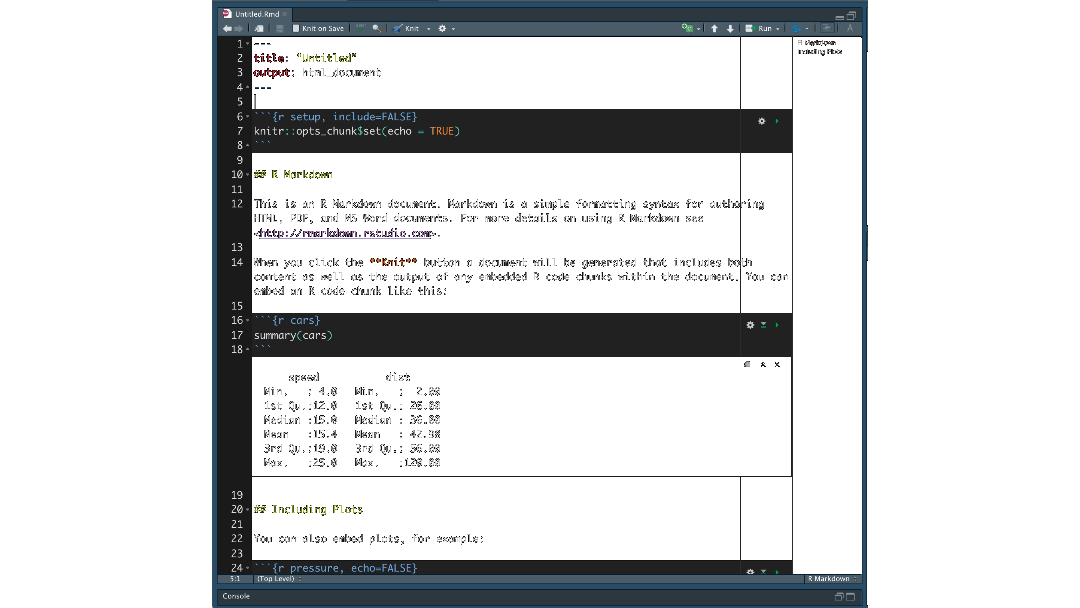 Untitled.Rmd
Knit on Save Knit Run
1 ---
2 title: "Untitled"
3 output: html_document
4 ---
5
6 ```{r setup, include=FALSE}
7 knitr::opts_chunk$set(echo = TRUE)
8 ```
9
10 ## R Markdown
11
12 This is an R Markdown document. Markdown is a simple formatting syntax for authoring
HTML, PDF, and MS Word documents. For more details on using R Markdown see
<http://rmarkdown.rstudio.com>.
13
14 When you click the **Knit** button a document will be generated that includes both
content as well as the output of any embedded R code chunks within the document. You can
embed an R code chunk like this:
15
16 ```{r cars}
17 summary(cars)
18 ```
speed dist
Min. : 4.0 Min. : 2.00
1st Qu.:12.0 1st Qu.: 26.00
Median :15.0 Median : 36.00
Mean :15.4 Mean : 42.98
3rd Qu.:19.0 3rd Qu.: 56.00
Max. :25.0 Max. :120.00
19
20 ## Including Plots
21
22 You can also embed plots, for example:
23
24 ```{r pressure, echo=FALSE}
5:1 (Top Level) R Markdown
Console
R Markdown
Including Plots